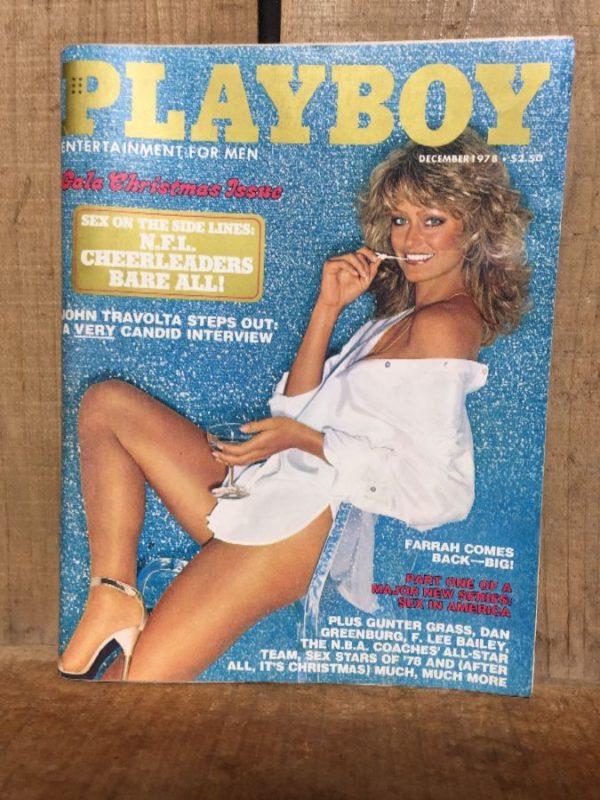 PLAYBOY
ENTERTAINMENT FOR MEN
DECEMBER 1978 • $2.50
Gala Christmas Issue
SEX ON THE SIDE LINES:
N.F.L.
CHEERLEADERS
BARE ALL!
JOHN TRAVOLTA STEPS OUT:
A VERY CANDID INTERVIEW
FARRAH COMES
BACK—BIG!
PART ONE OF A
MAJOR NEW SERIES:
SEX IN AMERICA
PLUS GUNTER GRASS, DAN
GREENBURG, F. LEE BAILEY,
THE N.B.A. COACHES' ALL-STAR
TEAM, SEX STARS OF '78 AND (AFTER
ALL, IT'S CHRISTMAS) MUCH, MUCH MORE